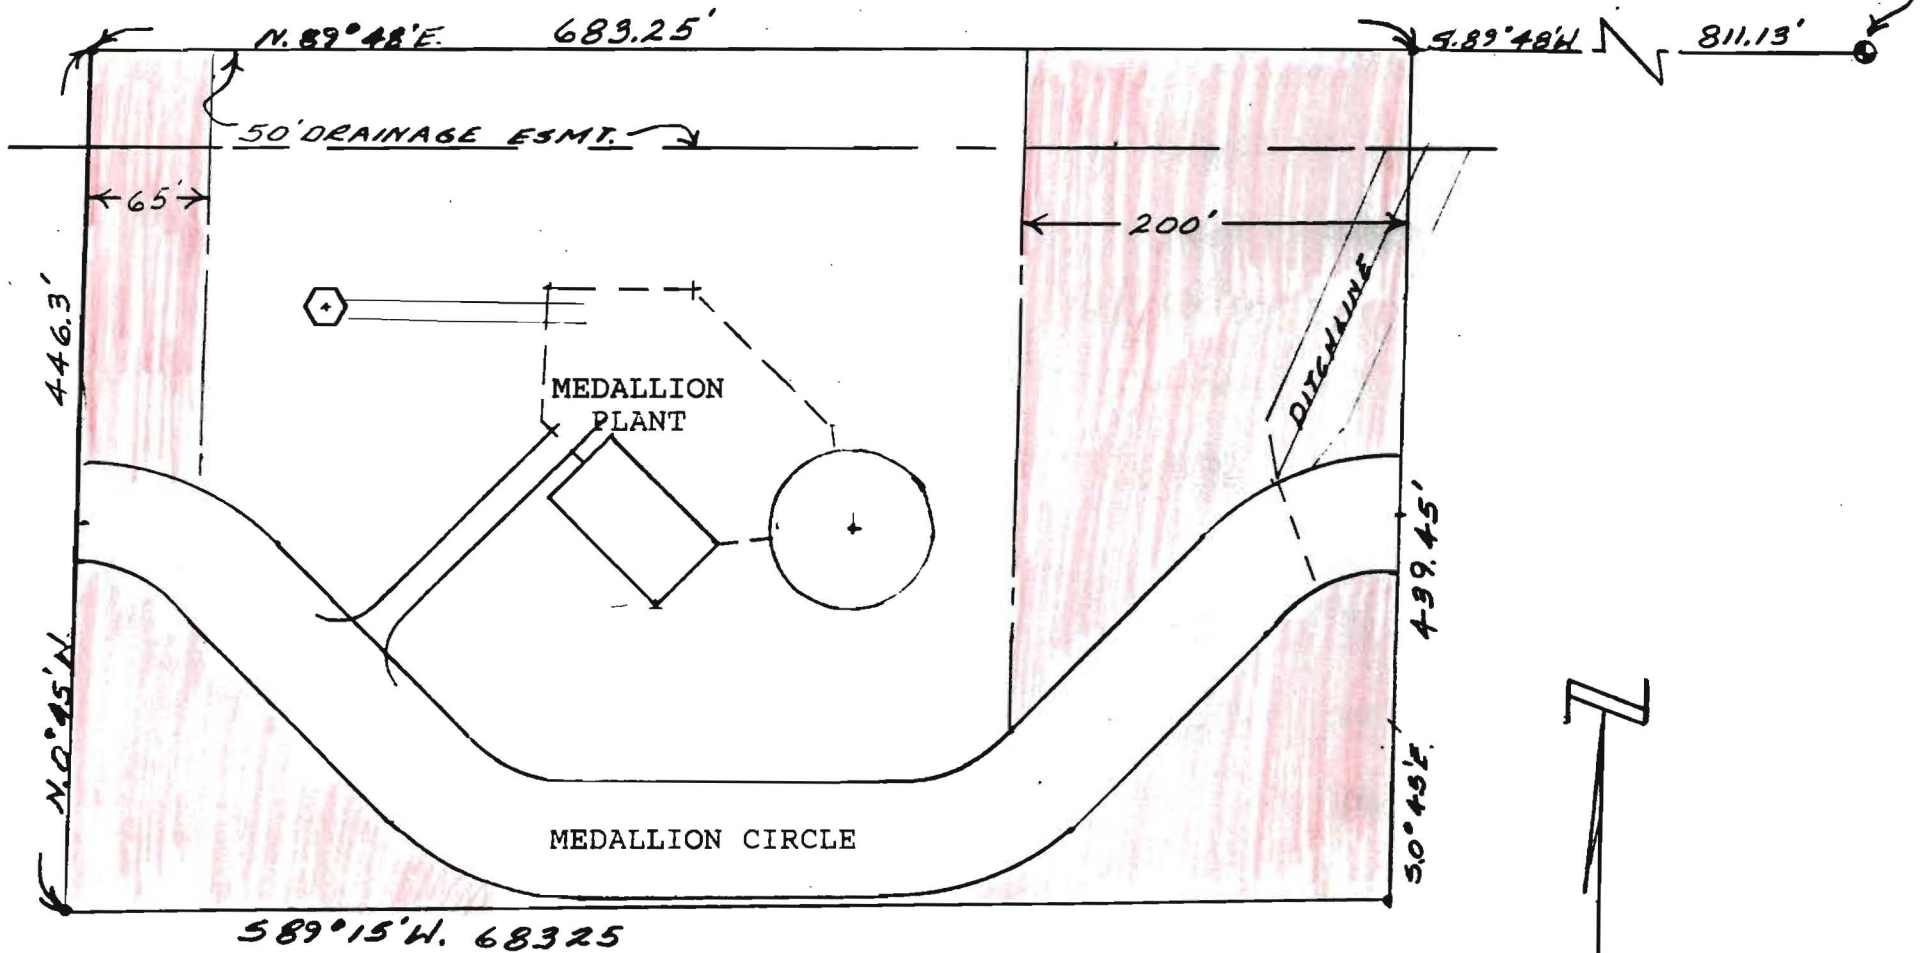 N. 89°48'E. 683.25' S.89°48'W 811.13'
50' DRAINAGE ESMT.
65'
200'
446.3'
DITCHLINE
MEDALLION
PLANT
439.45'
N.0°45'W.
MEDALLION CIRCLE
S.0°43'E.
S89°15'W. 68325